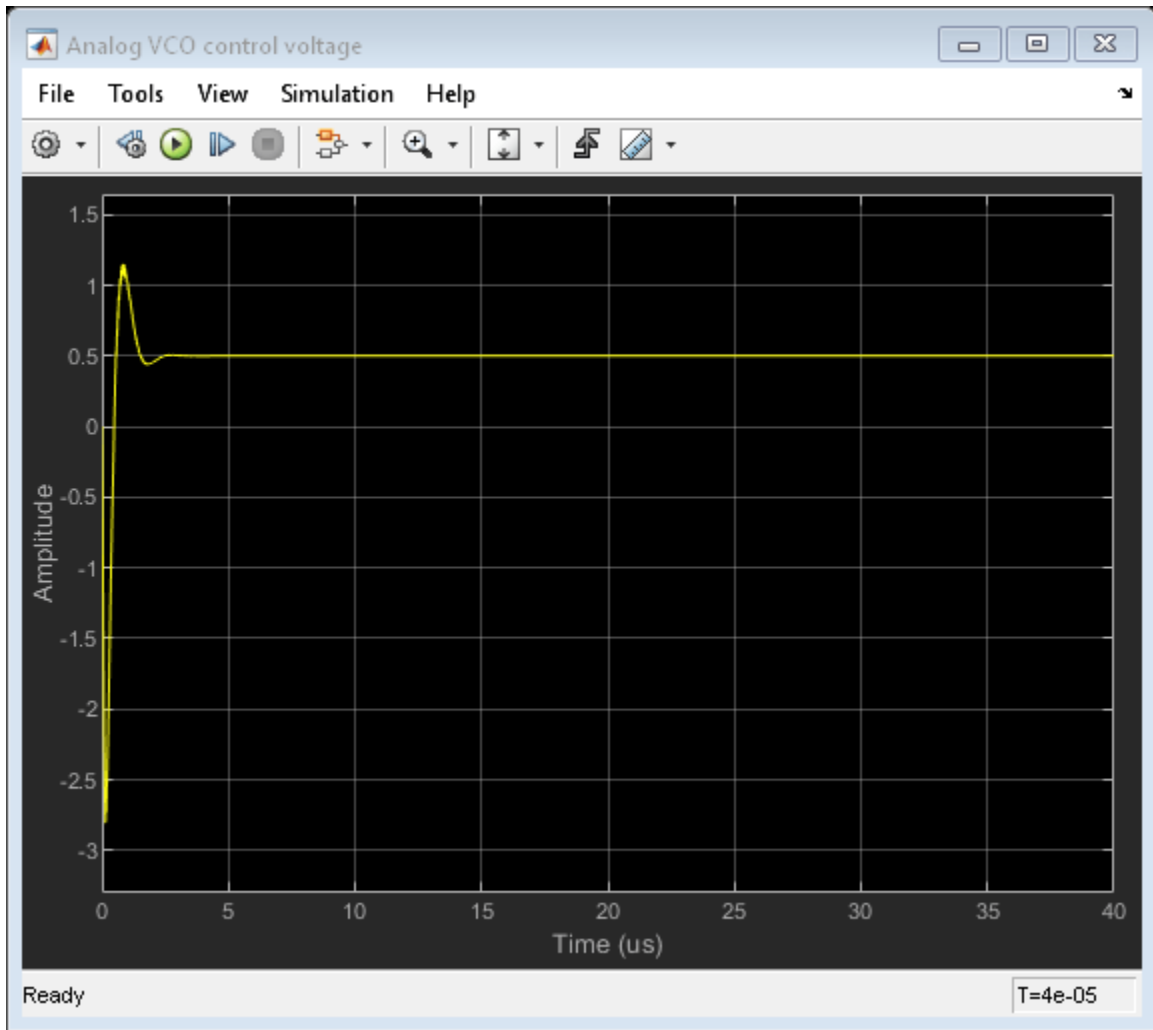 Analog VCO control voltage
File Tools View Simulation Help
1.5
1
0.5
0
-0.5
-1
-1.5
-2
-2.5
-3
Amplitude
0 5 10 15 20 25 30 35 40
Time (us)
Ready T=4e-05